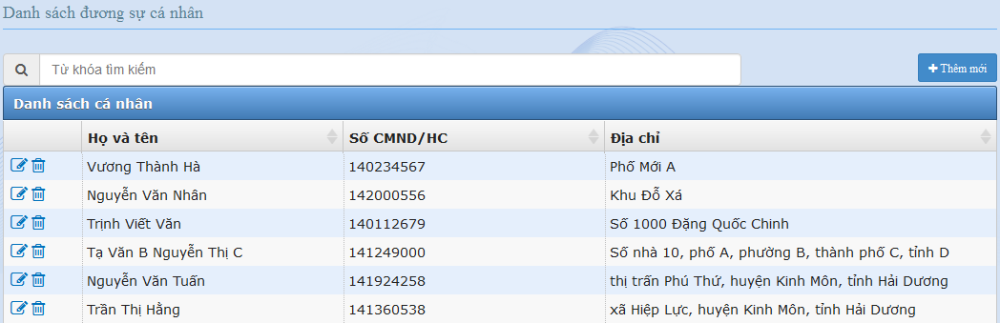 Danh sách đương sự cá nhân
Từ khóa tìm kiếm
Thêm mới
Danh sách cá nhân
Họ và tên Số CMND/HC Địa chỉ
Vương Thành Hà 140234567 Phố Mới A
Nguyễn Văn Nhân 142000556 Khu Đỗ Xá
Trịnh Viết Văn 140112679 Số 1000 Đặng Quốc Chinh
Tạ Văn B Nguyễn Thị C 141249000 Số nhà 10, phố A, phường B, thành phố C, tỉnh D
Nguyễn Văn Tuấn 141924258 thị trấn Phú Thứ, huyện Kinh Môn, tỉnh Hải Dương
Trần Thị Hằng 141360538 xã Hiệp Lực, huyện Kinh Môn, tỉnh Hải Dương